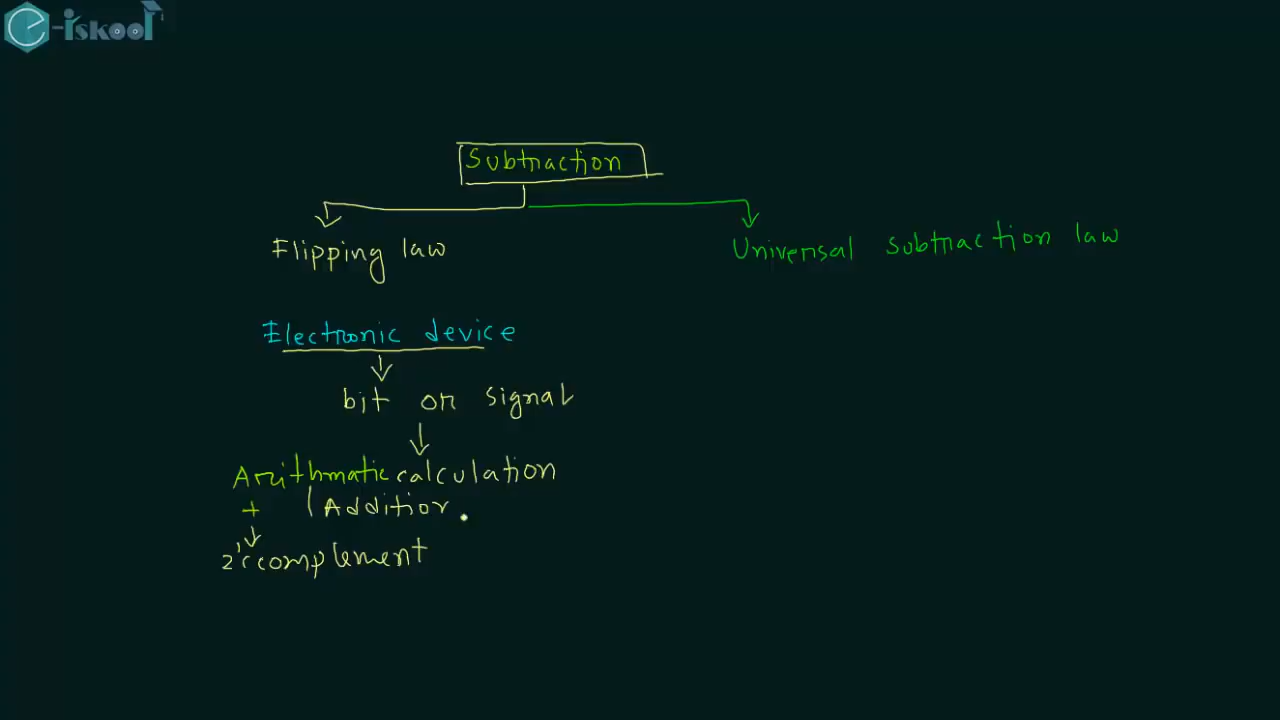 e-iskool
Subtraction
Flipping law
Universal subtraction law
Electronic device
bit or signal
Arithmatic calculation
+ (Addition
2'c complement